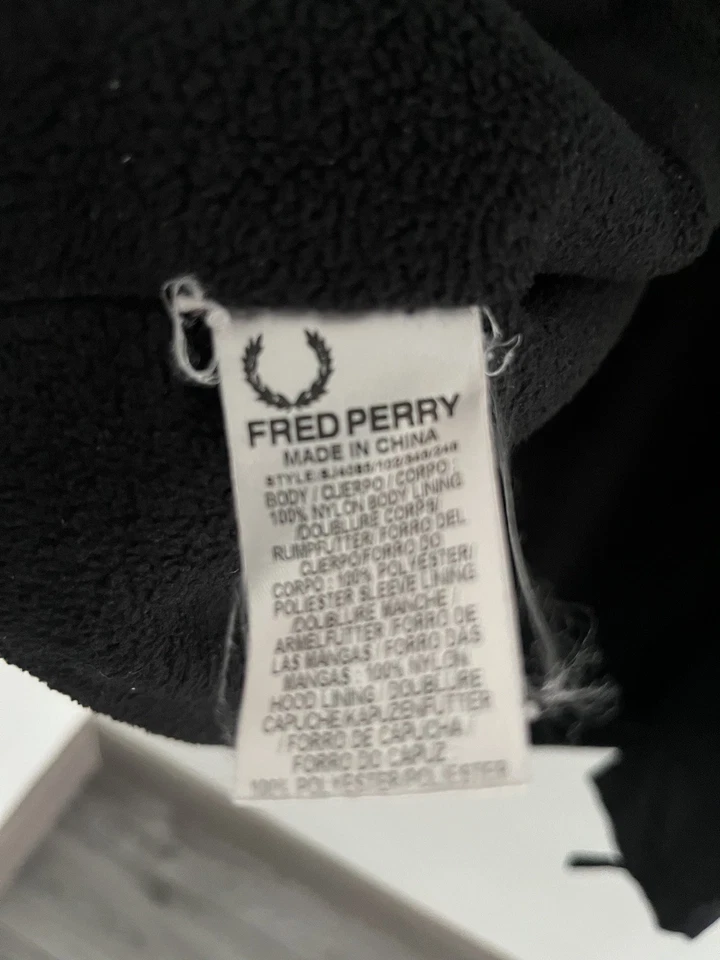 FRED PERRY
MADE IN CHINA
BODY / CUERPO / CORPO :
100% NYLON BODY LINING
/DOUBLURE CORPS/
RUMPFUTTER/ FORRO DEL
CUERPO/FORRO DO
CORPO : 100% POLYESTER/
POLIESTER SLEEVE LINING
/DOUBLURE MANCHE /
ARMELFUTTER/ FORRO DE
LAS MANGAS / FORRO DAS
MANGAS : 100% NYLON
HOOD LINING / DOUBLURE
CAPUCHE KAPUZENFUTTER
/ FORRO DE CAPUCHA /
FORRO DO CAPUZ
100% POLYESTER/POLIESTER